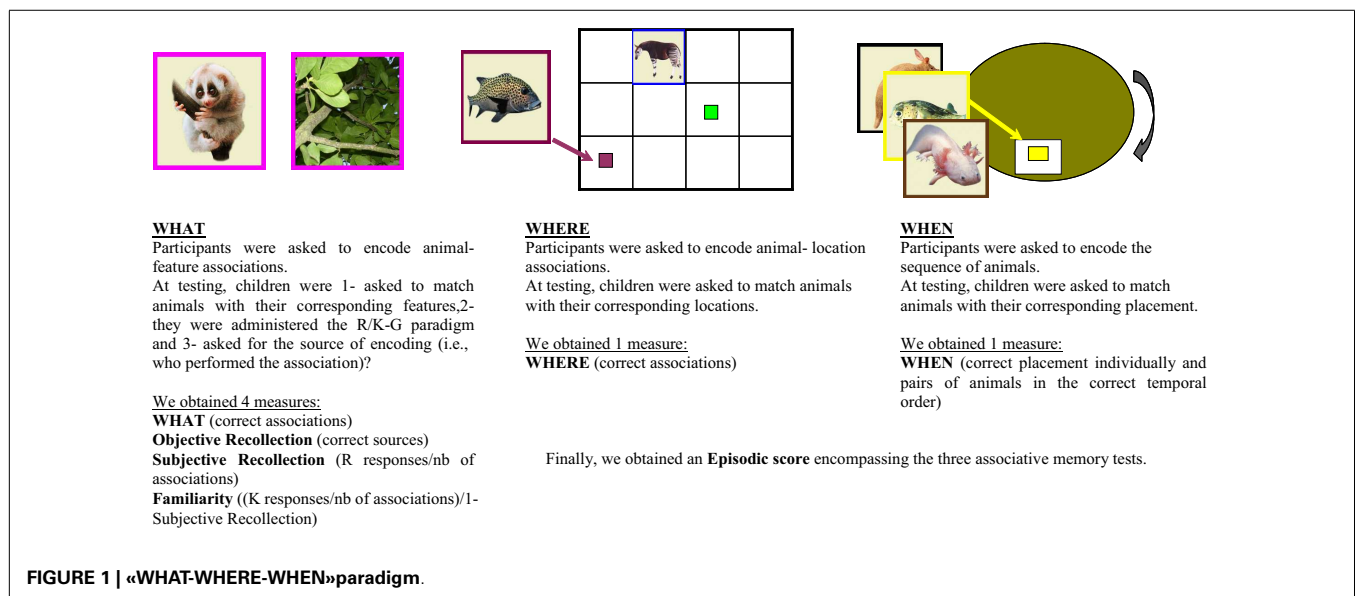 WHAT
Participants were asked to encode animal-
feature associations.
At testing, children were 1- asked to match
animals with their corresponding features,2-
they were administered the R/K-G paradigm
and 3- asked for the source of encoding (i.e.,
who performed the association)?
We obtained 4 measures:
WHAT (correct associations)
Objective Recollection (correct sources)
Subjective Recollection (R responses/nb of
associations)
Familiarity ((K responses/nb of associations)/1-
Subjective Recollection)
WHERE
Participants were asked to encode animal- location
associations.
At testing, children were asked to match animals
with their corresponding locations.
We obtained 1 measure:
WHERE (correct associations)
WHEN
Participants were asked to encode the
sequence of animals.
At testing, children were asked to match
animals with their corresponding placement.
We obtained 1 measure:
WHEN (correct placement individually and
pairs of animals in the correct temporal
order)
Finally, we obtained an Episodic score encompassing the three associative memory tests.
FIGURE 1 | «WHAT-WHERE-WHEN»paradigm.